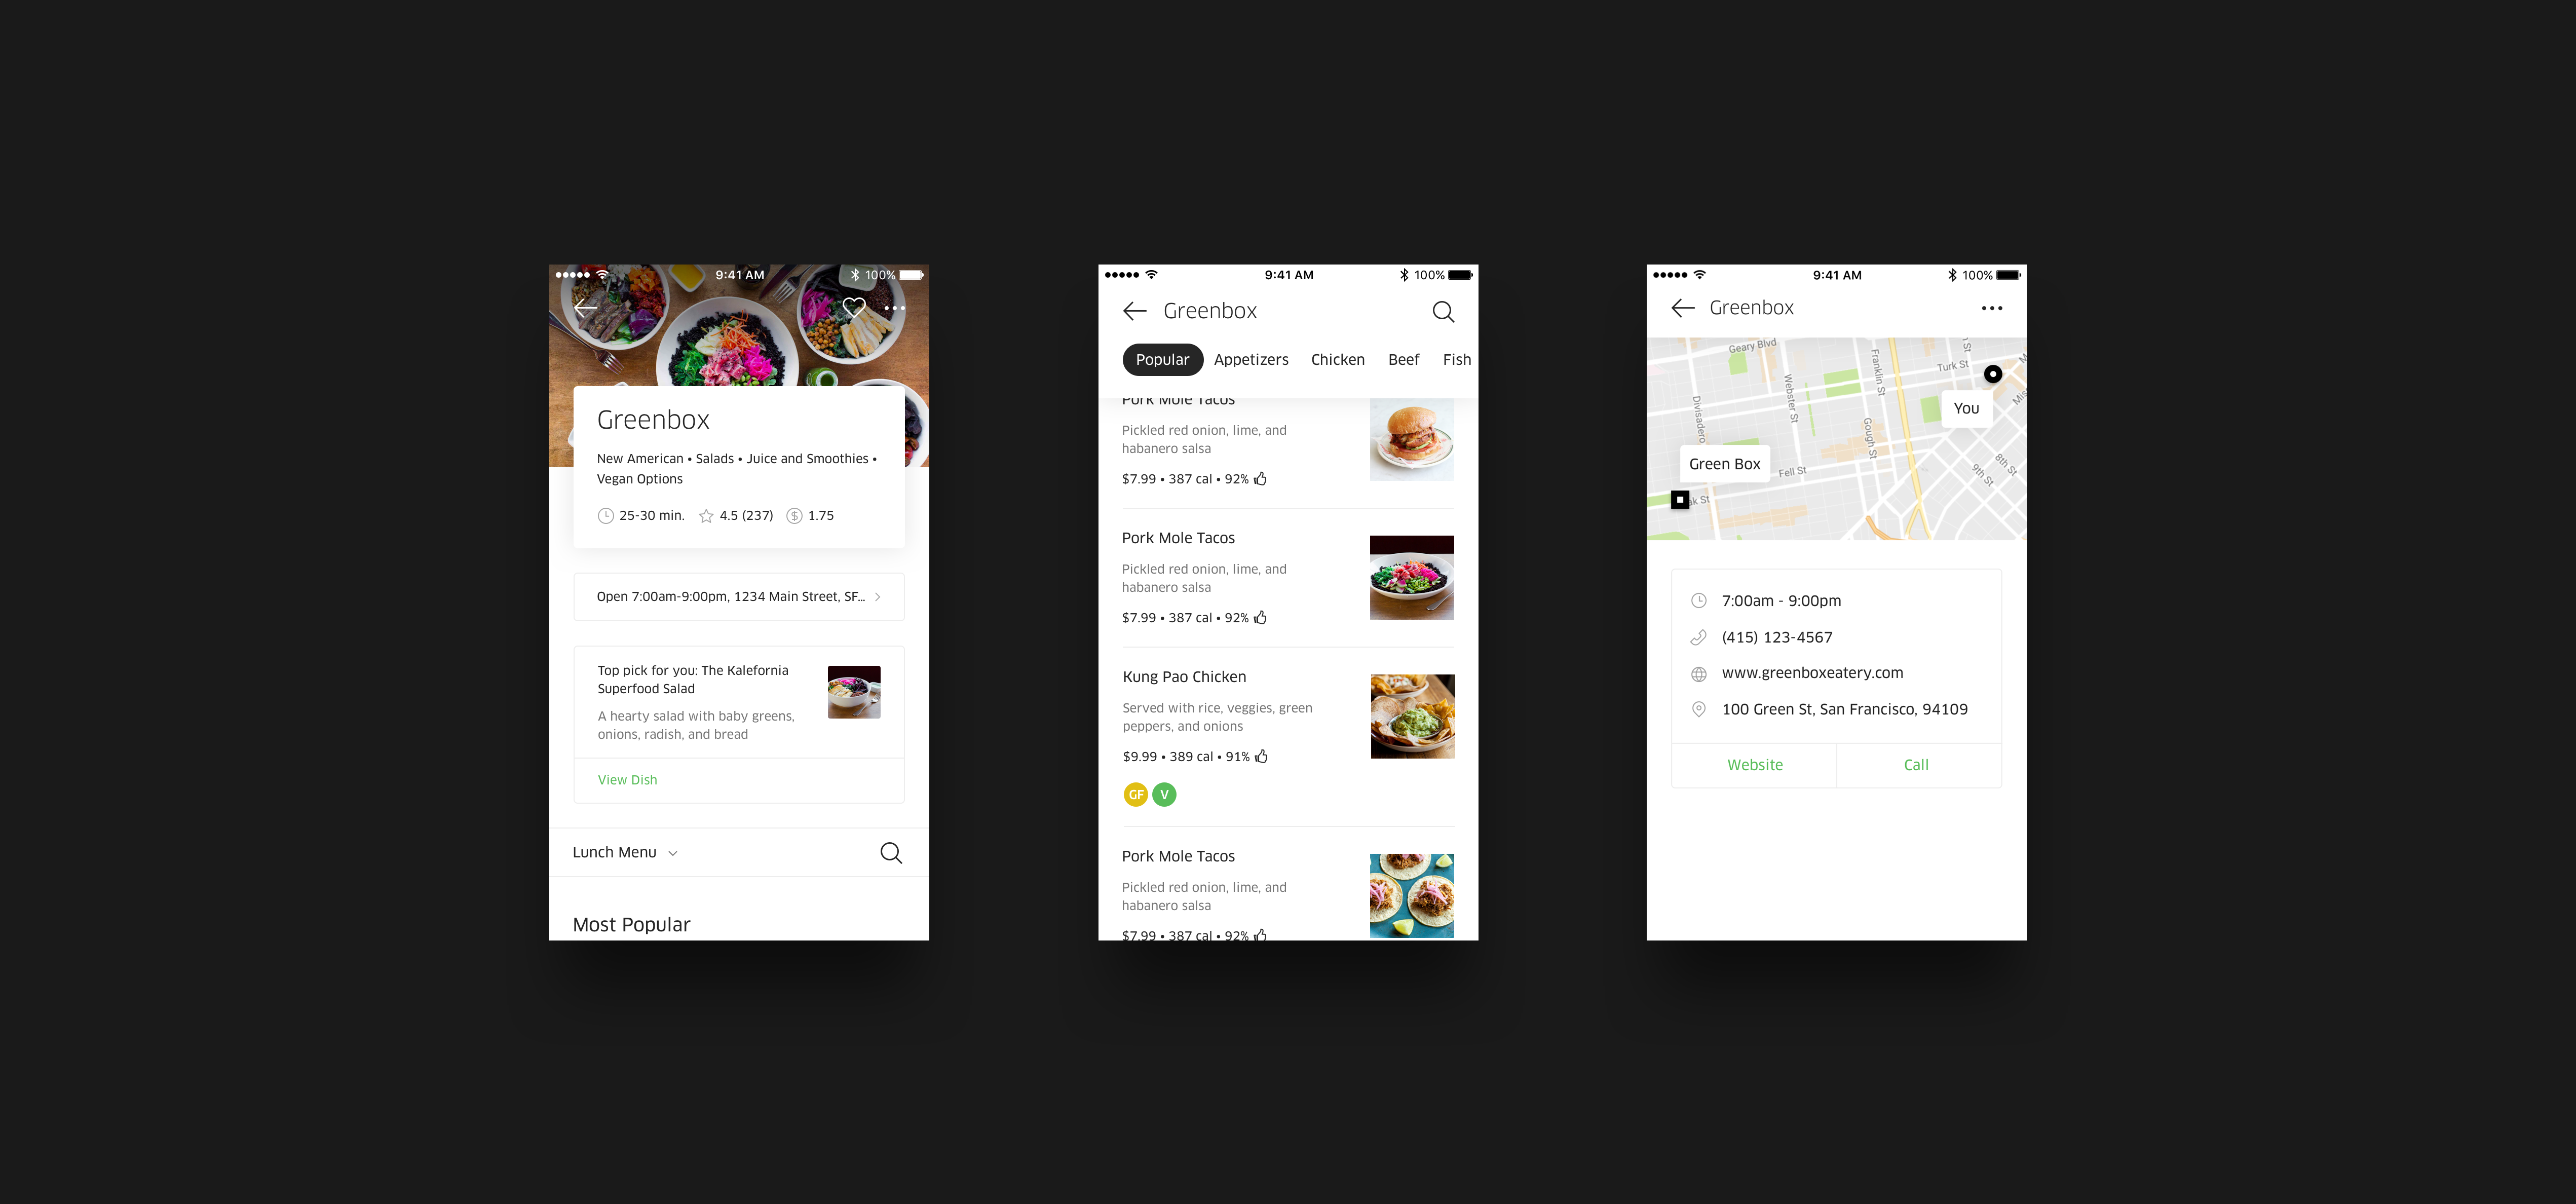 9:41 AM
100%
Greenbox
New American • Salads • Juice and Smoothies •
Vegan Options
25-30 min.
4.5 (237)
1.75
Open 7:00am-9:00pm, 1234 Main Street, SF...
Top pick for you: The Kalefornia
Superfood Salad
A hearty salad with baby greens,
onions, radish, and bread
View Dish
Lunch Menu
Most Popular
9:41 AM
100%
Greenbox
Popular
Appetizers
Chicken
Beef
Fish
Pork Mole Tacos
Pickled red onion, lime, and
habanero salsa
$7.99 • 387 cal • 92%
Pork Mole Tacos
Pickled red onion, lime, and
habanero salsa
$7.99 • 387 cal • 92%
Kung Pao Chicken
Served with rice, veggies, green
peppers, and onions
$9.99 • 389 cal • 91%
GF
V
Pork Mole Tacos
Pickled red onion, lime, and
habanero salsa
$7.99 • 387 cal • 92%
9:41 AM
100%
Greenbox
Geary Blvd
Turk St
Franklin St
Webster St
Divisadero
Gough St
You
Green Box
Fell St
8th St
9th St
7:00am - 9:00pm
(415) 123-4567
www.greenboxeatery.com
100 Green St, San Francisco, 94109
Website
Call